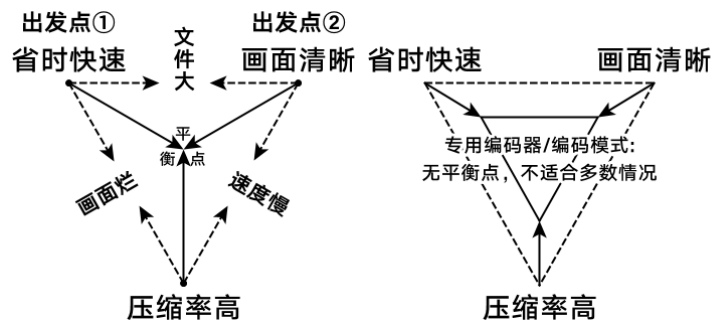 出发点①
出发点②
省时快速
文件大
画面清晰
平
衡点
画面烂
速度慢
压缩率高
省时快速
画面清晰
专用编码器/编码模式:
无平衡点，不适合多数情况
压缩率高